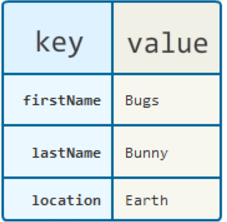 key value
firstName Bugs
lastName Bunny
location Earth